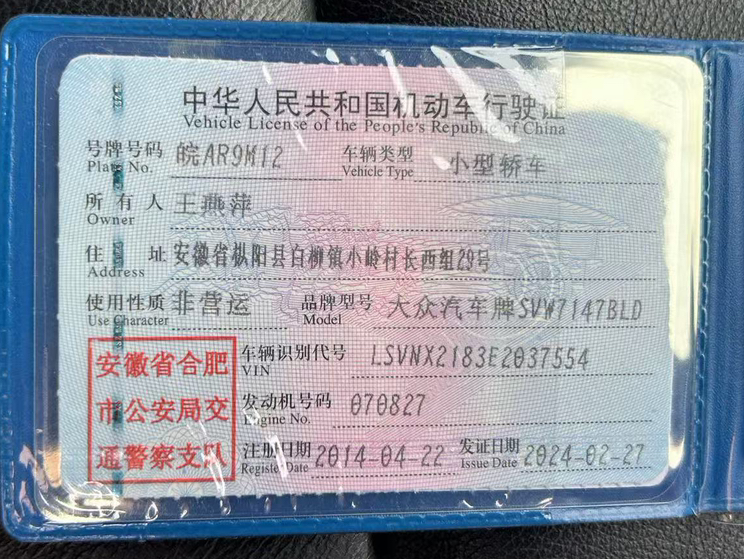 中华人民共和国机动车行驶证
Vehicle License of the People's Republic of China
号牌号码 皖AR9M12 车辆类型 小型轿车
Plate No. Vehicle Type
所有人 王燕萍
Owner
住址 安徽省枞阳县白柳镇小岭村长西组29号
Address
使用性质 非营运 品牌型号 大众汽车牌SVW7147BLD
Use Character Model
安徽省合肥
市公安局交
通警察支队
车辆识别代号 LSVNX2183E2037554
VIN
发动机号码 070827
Engine No.
注册日期 2014-04-22 发证日期 2024-02-27
Register Date Issue Date